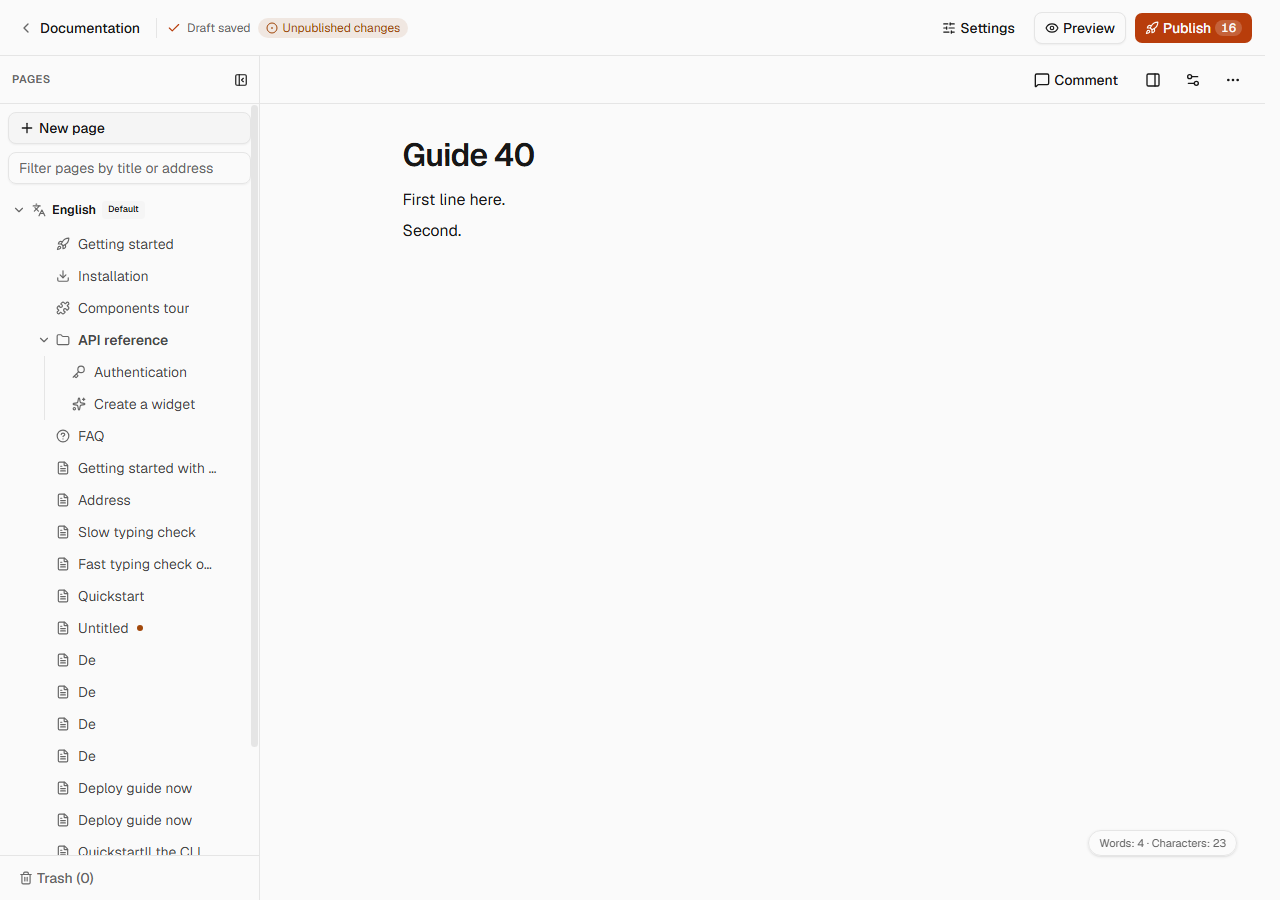 Documentation
Draft saved
Unpublished changes
Settings
Preview
Publish 16
PAGES
Comment
New page
Filter pages by title or address
English Default
Getting started
Installation
Components tour
API reference
Authentication
Create a widget
FAQ
Getting started with ...
Address
Slow typing check
Fast typing check o...
Quickstart
Untitled
De
De
De
De
Deploy guide now
Deploy guide now
Quickstartll the CLI
Trash (0)
Guide 40
First line here.
Second.
Words: 4 · Characters: 23